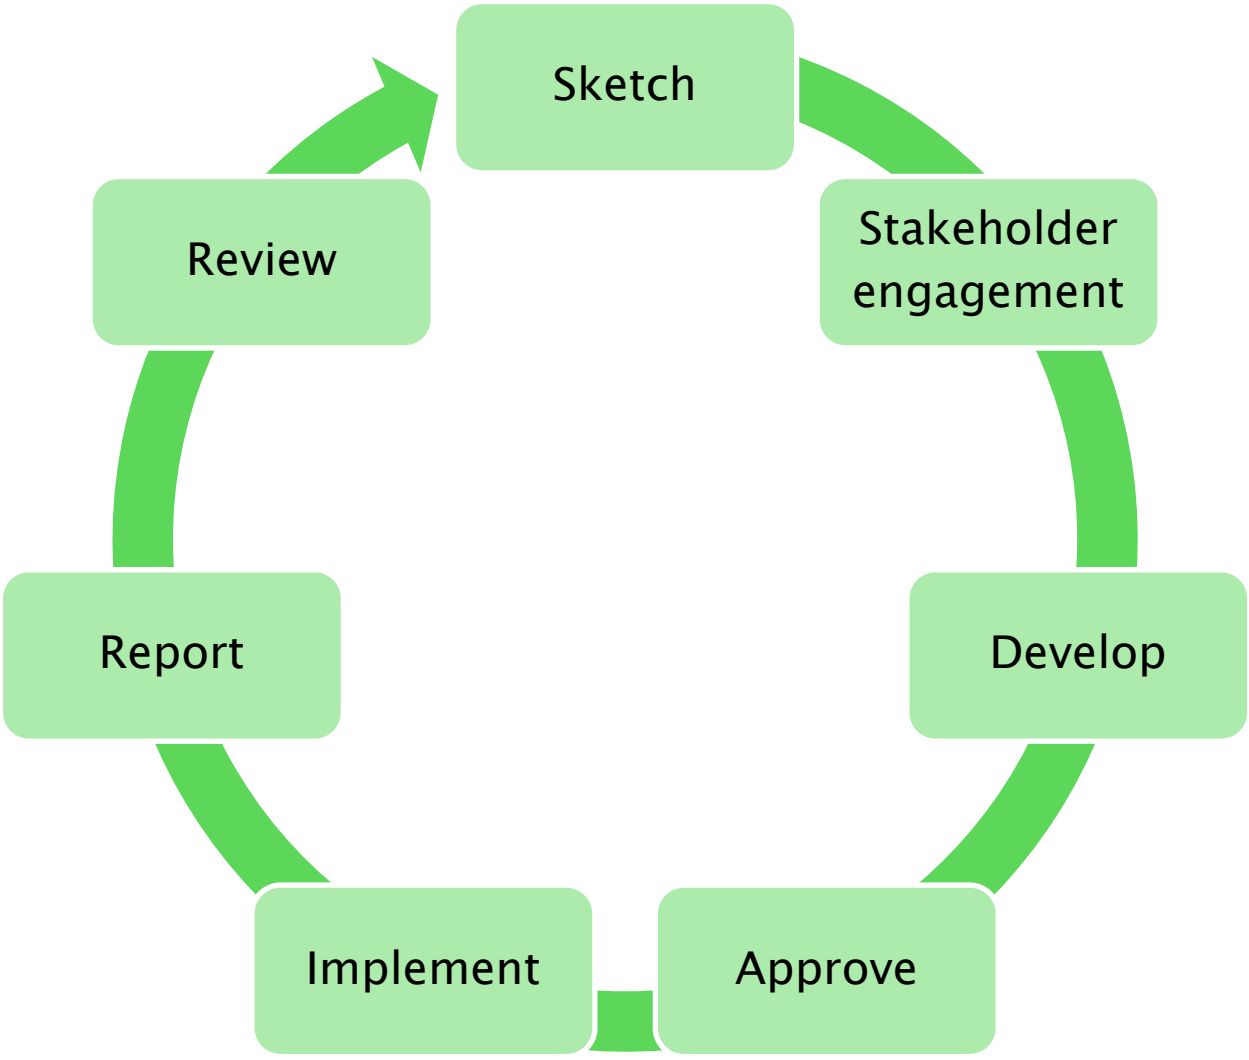 Sketch
Stakeholder
engagement
Develop
Approve
Implement
Report
Review